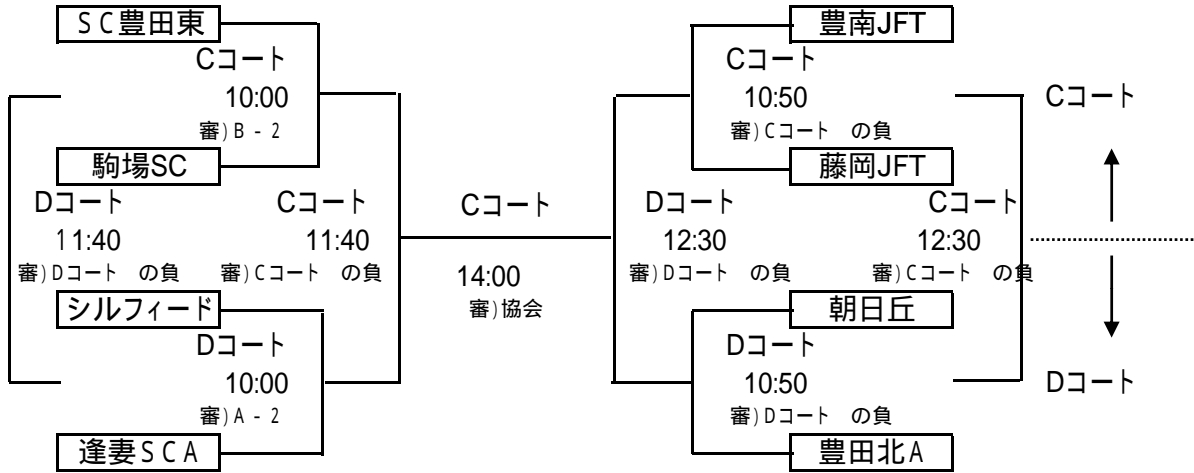 SC豊田東
Cコート
10:00
審)B-2
駒場SC
Dコート
11:40
審)Dコート の負
Cコート
11:40
審)Cコート の負
シルフィード
Dコート
10:00
審)A-2
逢妻SCA
Cコート
14:00
審)協会
豊南JFT
Cコート
10:50
審)Cコート の負
藤岡JFT
Dコート
12:30
審)Dコート の負
Cコート
12:30
審)Cコート の負
朝日丘
Dコート
10:50
審)Dコート の負
豊田北A
Cコート
Dコート